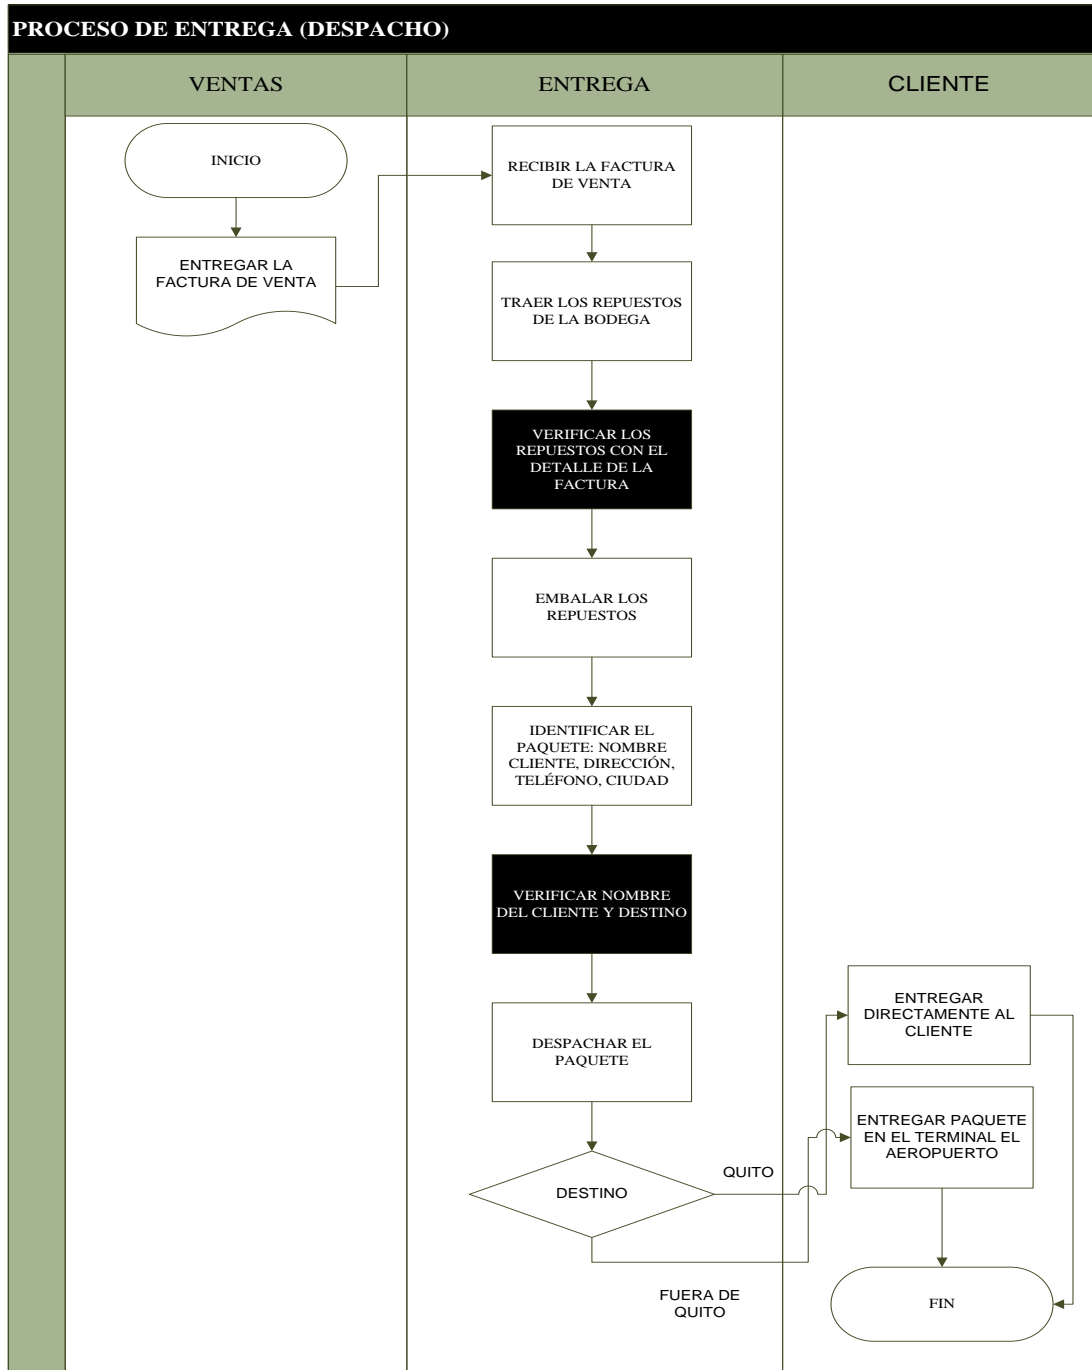 PROCESO DE ENTREGA (DESPACHO)
VENTAS
ENTREGA
CLIENTE
INICIO
ENTREGAR LA
FACTURA DE VENTA
RECIBIR LA FACTURA
DE VENTA
TRAER LOS REPUESTOS
DE LA BODEGA
VERIFICAR LOS
REPUESTOS CON EL
DETALLE DE LA
FACTURA
EMBALAR LOS
REPUESTOS
IDENTIFICAR EL
PAQUETE: NOMBRE
CLIENTE, DIRECCIÓN,
TELÉFONO, CIUDAD
VERIFICAR NOMBRE
DEL CLIENTE Y DESTINO
DESPACHAR EL
PAQUETE
DESTINO
QUITO
FUERA DE
QUITO
ENTREGAR
DIRECTAMENTE AL
CLIENTE
ENTREGAR PAQUETE
EN EL TERMINAL EL
AEROPUERTO
FIN